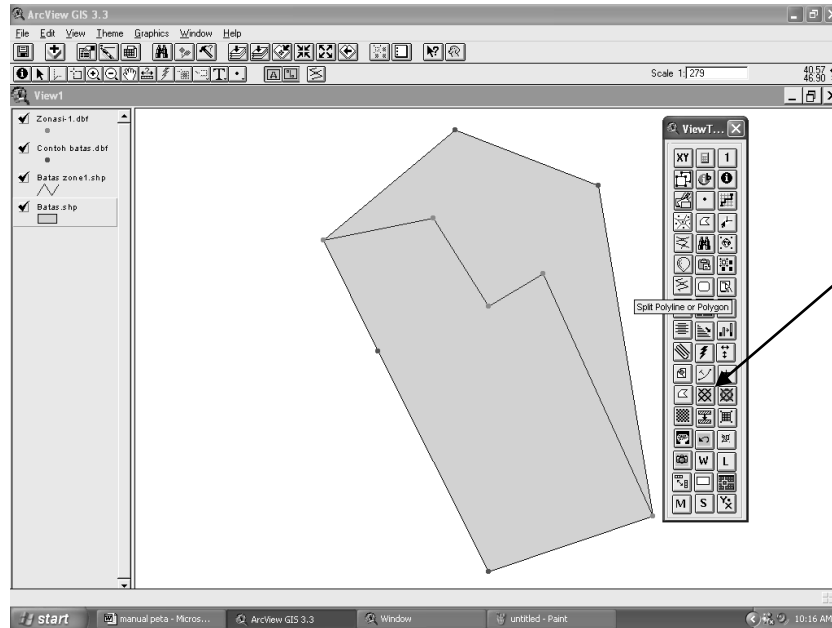 ArcView GIS 3.3
File Edit View Theme Graphics Window Help
Scale 1: 279
40.57
46.90
View1
Zonasi-1.dbf
Contoh batas.dbf
Batas zone1.shp
Batas.shp
ViewT...
XY 1
Split Polyline or Polygon
W L
M S
start manual peta - Micros... ArcView GIS 3.3 Window untitled - Paint 10:16 AM